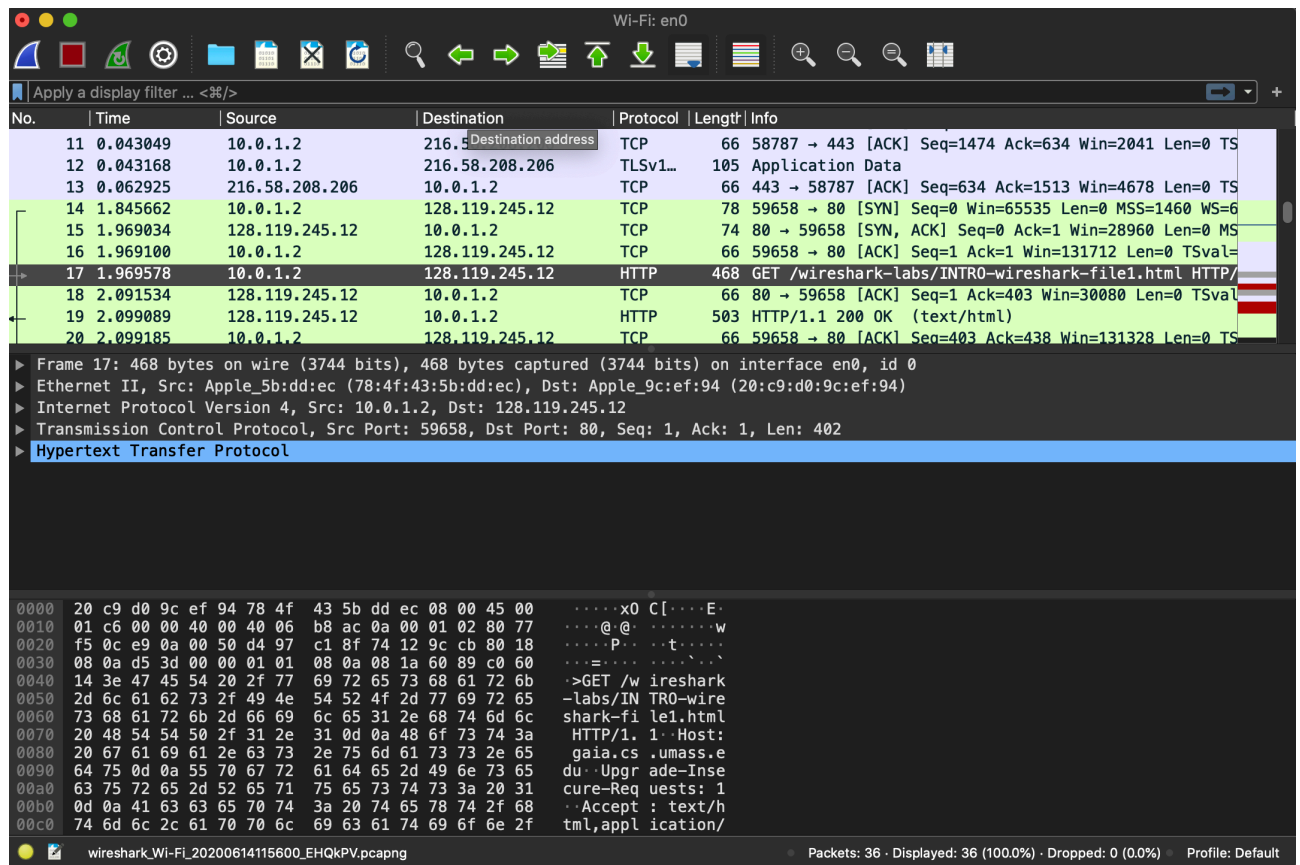 Wi-Fi: en0
Apply a display filter ... <⌘/>
+
No. Time Source Destination Protocol Length Info
Destination address
11 0.043049 10.0.1.2 216.5 TCP 66 58787 → 443 [ACK] Seq=1474 Ack=634 Win=2041 Len=0 TS
12 0.043168 10.0.1.2 216.58.208.206 TLSv1… 105 Application Data
13 0.062925 216.58.208.206 10.0.1.2 TCP 66 443 → 58787 [ACK] Seq=634 Ack=1513 Win=4678 Len=0 TS
14 1.845662 10.0.1.2 128.119.245.12 TCP 78 59658 → 80 [SYN] Seq=0 Win=65535 Len=0 MSS=1460 WS=6
15 1.969034 128.119.245.12 10.0.1.2 TCP 74 80 → 59658 [SYN, ACK] Seq=0 Ack=1 Win=28960 Len=0 MS
16 1.969100 10.0.1.2 128.119.245.12 TCP 66 59658 → 80 [ACK] Seq=1 Ack=1 Win=131712 Len=0 TSval=
17 1.969578 10.0.1.2 128.119.245.12 HTTP 468 GET /wireshark-labs/INTRO-wireshark-file1.html HTTP/
18 2.091534 128.119.245.12 10.0.1.2 TCP 66 80 → 59658 [ACK] Seq=1 Ack=403 Win=30080 Len=0 TSval
19 2.099089 128.119.245.12 10.0.1.2 HTTP 503 HTTP/1.1 200 OK (text/html)
20 2.099185 10.0.1.2 128.119.245.12 TCP 66 59658 → 80 [ACK] Seq=403 Ack=438 Win=131328 Len=0 TS
Frame 17: 468 bytes on wire (3744 bits), 468 bytes captured (3744 bits) on interface en0, id 0
Ethernet II, Src: Apple_5b:dd:ec (78:4f:43:5b:dd:ec), Dst: Apple_9c:ef:94 (20:c9:d0:9c:ef:94)
Internet Protocol Version 4, Src: 10.0.1.2, Dst: 128.119.245.12
Transmission Control Protocol, Src Port: 59658, Dst Port: 80, Seq: 1, Ack: 1, Len: 402
Hypertext Transfer Protocol
0000 20 c9 d0 9c ef 94 78 4f 43 5b dd ec 08 00 45 00 ·····xO C[····E·
0010 01 c6 00 00 40 00 40 06 b8 ac 0a 00 01 02 80 77 ····@·@· ·······w
0020 f5 0c e9 0a 00 50 d4 97 c1 8f 74 12 9c cb 80 18 ·····P·· ··t·····
0030 08 0a d5 3d 00 00 01 01 08 0a 08 1a 60 89 c0 60 ···=···· ····`··`
0040 14 3e 47 45 54 20 2f 77 69 72 65 73 68 61 72 6b ·>GET /w ireshark
0050 2d 6c 61 62 73 2f 49 4e 54 52 4f 2d 77 69 72 65 -labs/IN TRO-wire
0060 73 68 61 72 6b 2d 66 69 6c 65 31 2e 68 74 6d 6c shark-fi le1.html
0070 20 48 54 54 50 2f 31 2e 31 0d 0a 48 6f 73 74 3a HTTP/1. 1··Host:
0080 20 67 61 69 61 2e 63 73 2e 75 6d 61 73 73 2e 65 gaia.cs .umass.e
0090 64 75 0d 0a 55 70 67 72 61 64 65 2d 49 6e 73 65 du··Upgr ade-Inse
00a0 63 75 72 65 2d 52 65 71 75 65 73 74 73 3a 20 31 cure-Req uests: 1
00b0 0d 0a 41 63 63 65 70 74 3a 20 74 65 78 74 2f 68 ··Accept : text/h
00c0 74 6d 6c 2c 61 70 70 6c 69 63 61 74 69 6f 6e 2f tml,appl ication/
wireshark_Wi-Fi_20200614115600_EHQkPV.pcapng Packets: 36 · Displayed: 36 (100.0%) · Dropped: 0 (0.0%) Profile: Default